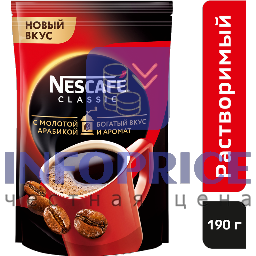 НОВЫЙ
ВКУС
NESCAFÉ
CLASSIC
С МОЛОТОЙ
АРАБИКОЙ
БОГАТЫЙ ВКУС
И АРОМАТ
INFOPRICE
честная цена
Растворимый
190 г